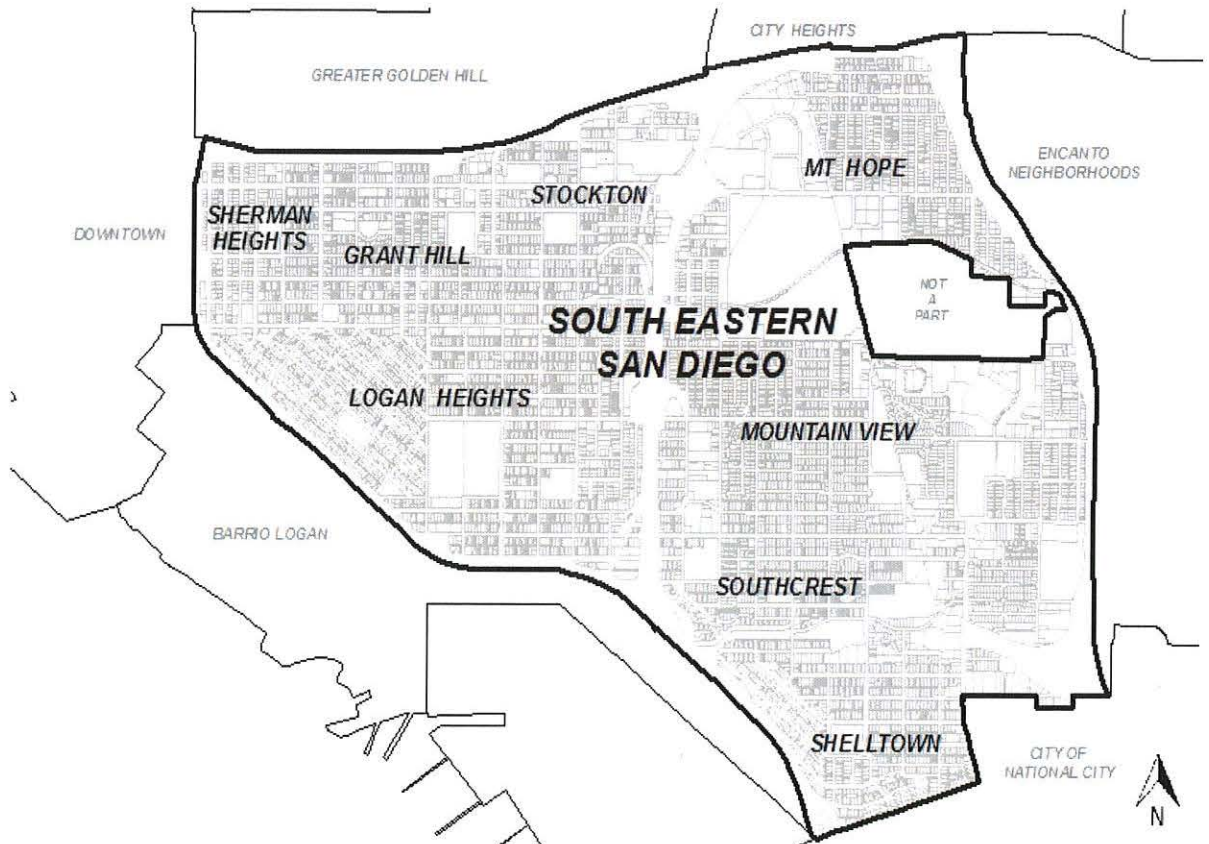 CITY HEIGHTS
GREATER GOLDEN HILL
MT HOPE
ENCANTO
NEIGHBORHOODS
STOCKTON
SHERMAN
HEIGHTS
DOWNTOWN
GRANT HILL
NOT
A
PART
SOUTH EASTERN
SAN DIEGO
LOGAN HEIGHTS
MOUNTAIN VIEW
BARRIO LOGAN
SOUTHCREST
SHELLTOWN
CITY OF
NATIONAL CITY
N